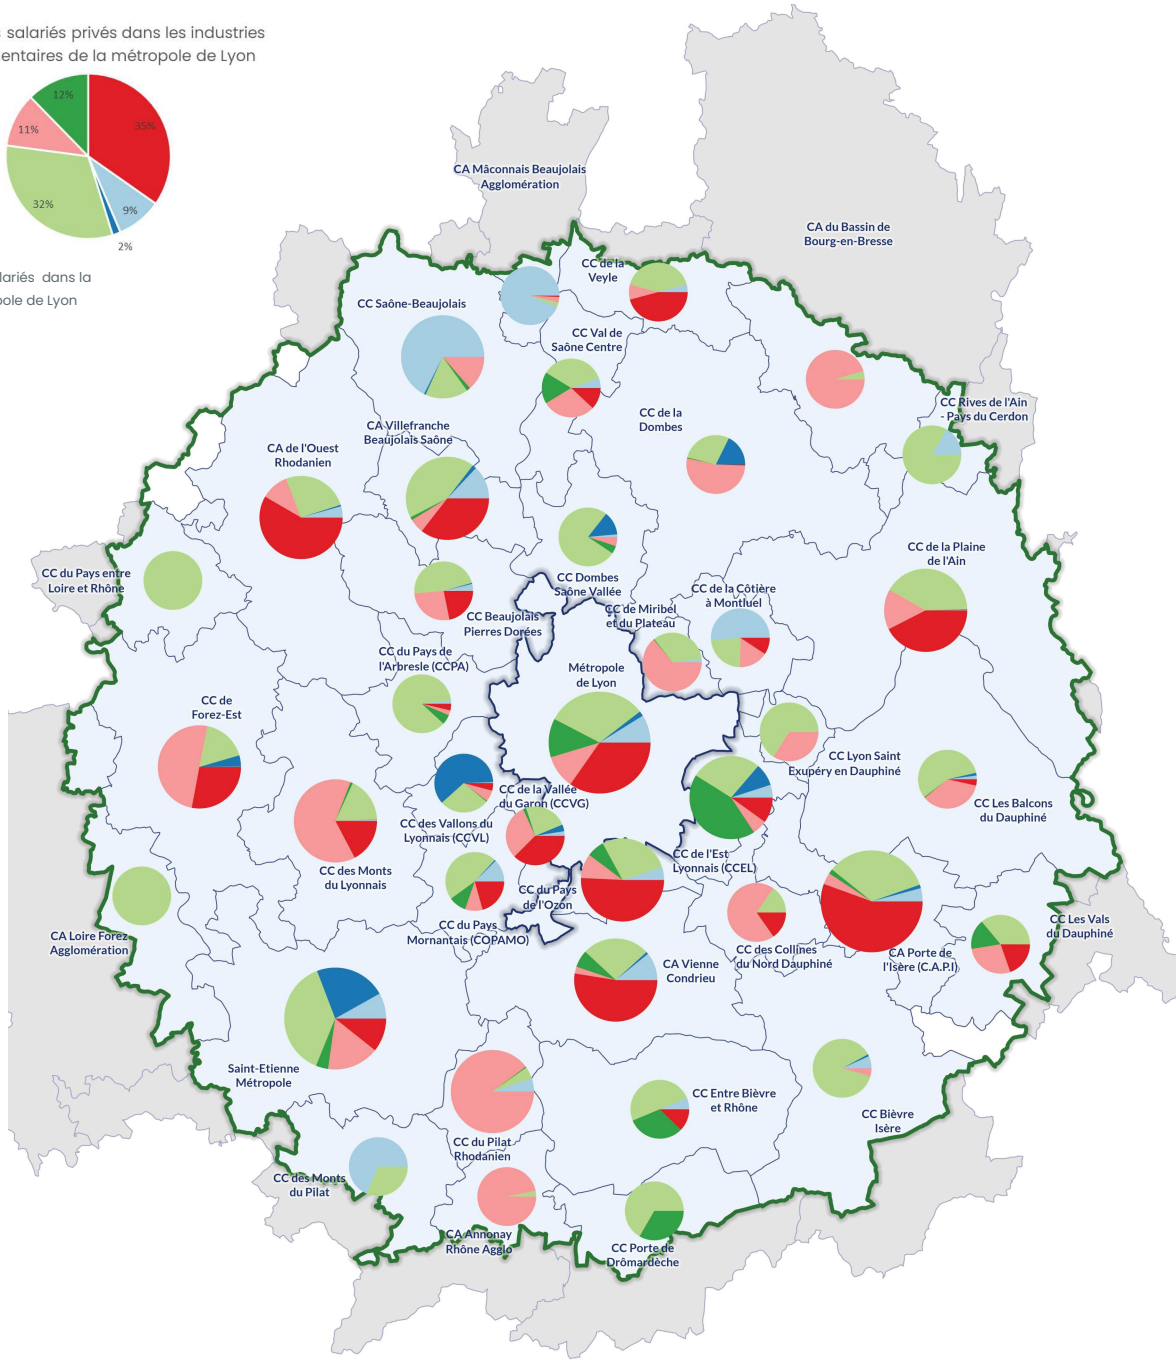 salariés privés dans les industries
entaires de la métropole de Lyon
12%
35%
11%
32%
9%
2%
lariés dans la
pole de Lyon
CA Mâconnais Beaujolais
Agglomération
CA du Bassin de
Bourg-en-Bresse
CC de la
Veyle
CC Saône-Beaujolais
CC Val de
Saône Centre
CC Rives de l'Ain
- Pays du Cerdon
CC de la
Dombes
CA Villefranche
Beaujolais Saône
CA de l'Ouest
Rhodanien
CC de la Plaine
de l'Ain
CC du Pays entre
Loire et Rhône
CC Dombes
Saône Vallée
CC de la Côtière
à Montluel
CC de Miribel
et du Plateau
CC Beaujolais
Pierres Dorées
CC du Pays de
l'Arbresle (CCPA)
Métropole
de Lyon
CC de
Forez-Est
CC Lyon Saint
Exupéry en Dauphiné
CC de la Vallée
du Garon (CCVG)
CC Les Balcons
du Dauphiné
CC des Vallons du
Lyonnais (CCVL)
CC de l'Est
Lyonnais (CCEL)
CC des Monts
du Lyonnais
CC du Pays
de l'Ozon
CC Les Vals
du Dauphiné
CC du Pays
Mornantais (COPAMO)
CA Loire Forez
Agglomération
CC des Collines
du Nord Dauphiné
CA Porte de
l'Isère (C.A.P.I)
CA Vienne
Condrieu
Saint-Etienne
Métropole
CC Entre Bièvre
et Rhône
CC Bièvre
Isère
CC du Pilat
Rhodanien
CC des Monts
du Pilat
CA Annonay
Rhône Agglo
CC Porte de
Drômardèche